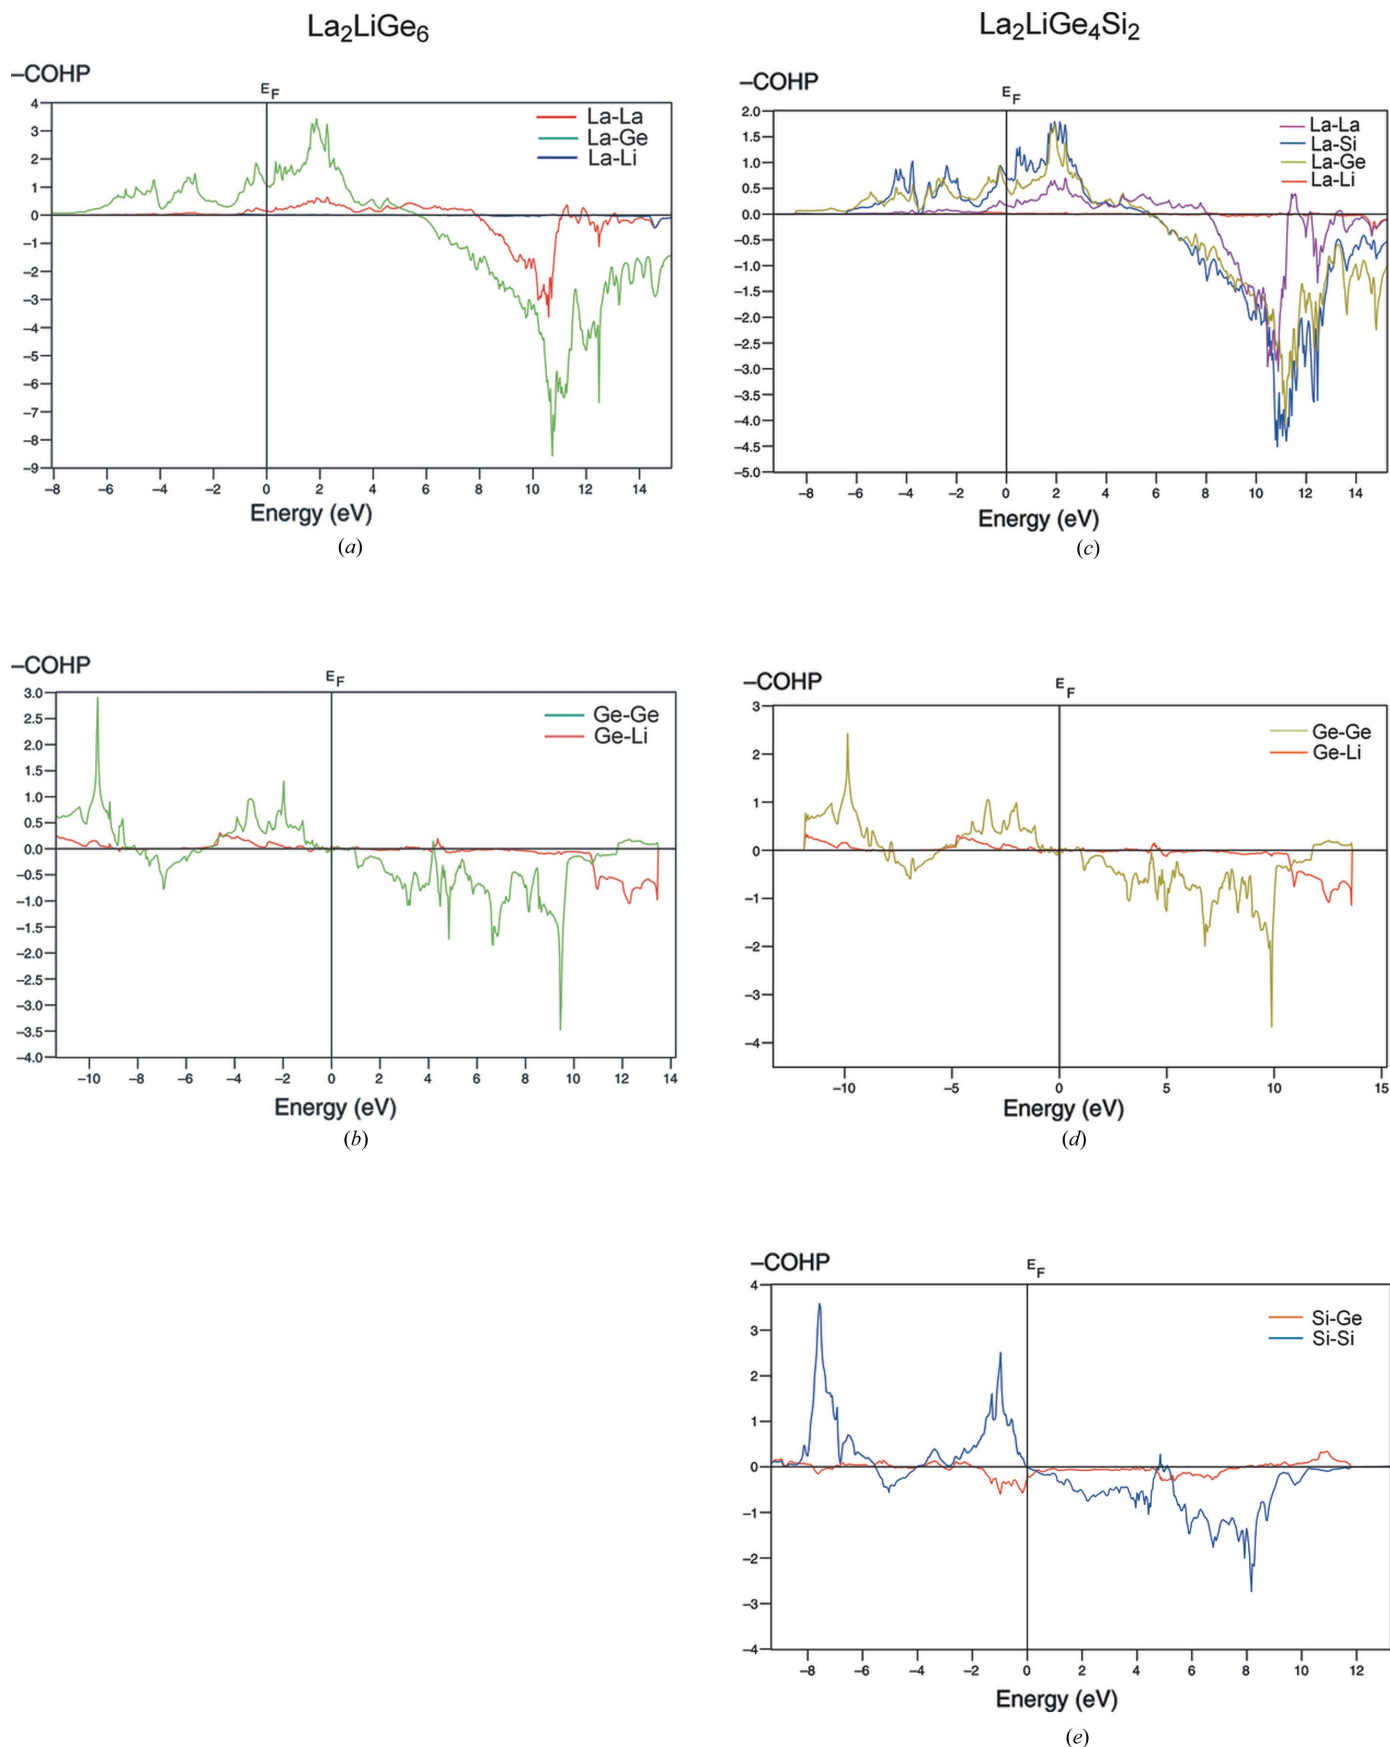 La2LiGe6
La2LiGe4Si2
–COHP
EF
4
3
2
1
0
–1
–2
–3
–4
–5
–6
–7
–8
–9
La-La
La-Ge
La-Li
–8 –6 –4 –2 0 2 4 6 8 10 12 14
Energy (eV)
(a)
–COHP
EF
2.0
1.5
1.0
0.5
0.0
–0.5
–1.0
–1.5
–2.0
–2.5
–3.0
–3.5
–4.0
–4.5
–5.0
La-La
La-Si
La-Ge
La-Li
–8 –6 –4 –2 0 2 4 6 8 10 12 14
Energy (eV)
(c)
–COHP
EF
3.0
2.5
2.0
1.5
1.0
0.5
0.0
–0.5
–1.0
–1.5
–2.0
–2.5
–3.0
–3.5
–4.0
Ge-Ge
Ge-Li
–10 –8 –6 –4 –2 0 2 4 6 8 10 12 14
Energy (eV)
(b)
–COHP
EF
3
2
1
0
–1
–2
–3
–4
Ge-Ge
Ge-Li
–10 –5 0 5 10 15
Energy (eV)
(d)
–COHP
EF
4
3
2
1
0
–1
–2
–3
–4
Si-Ge
Si-Si
–8 –6 –4 –2 0 2 4 6 8 10 12
Energy (eV)
(e)